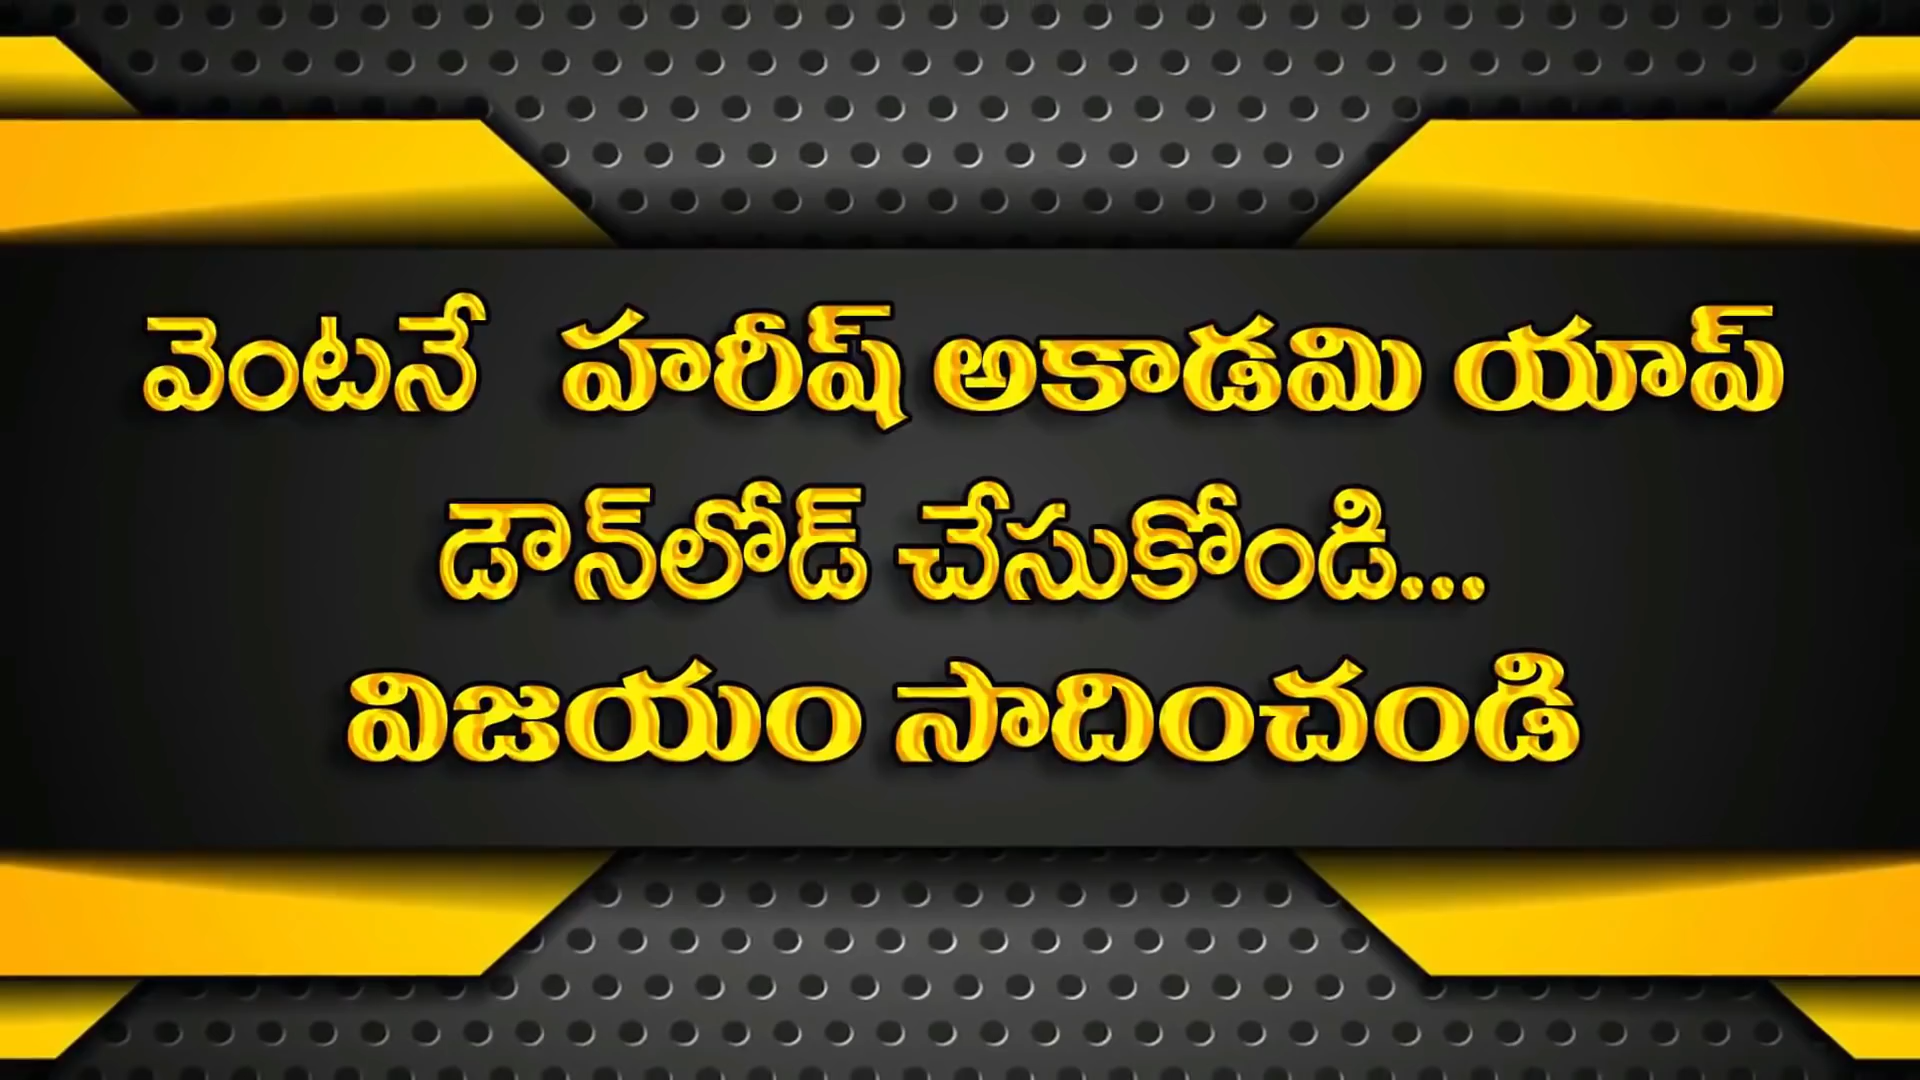 వెంటనే హరీష్ అకాడమి యాప్
డౌన్‌లోడ్ చేసుకోండి...
విజయం సాదించండి